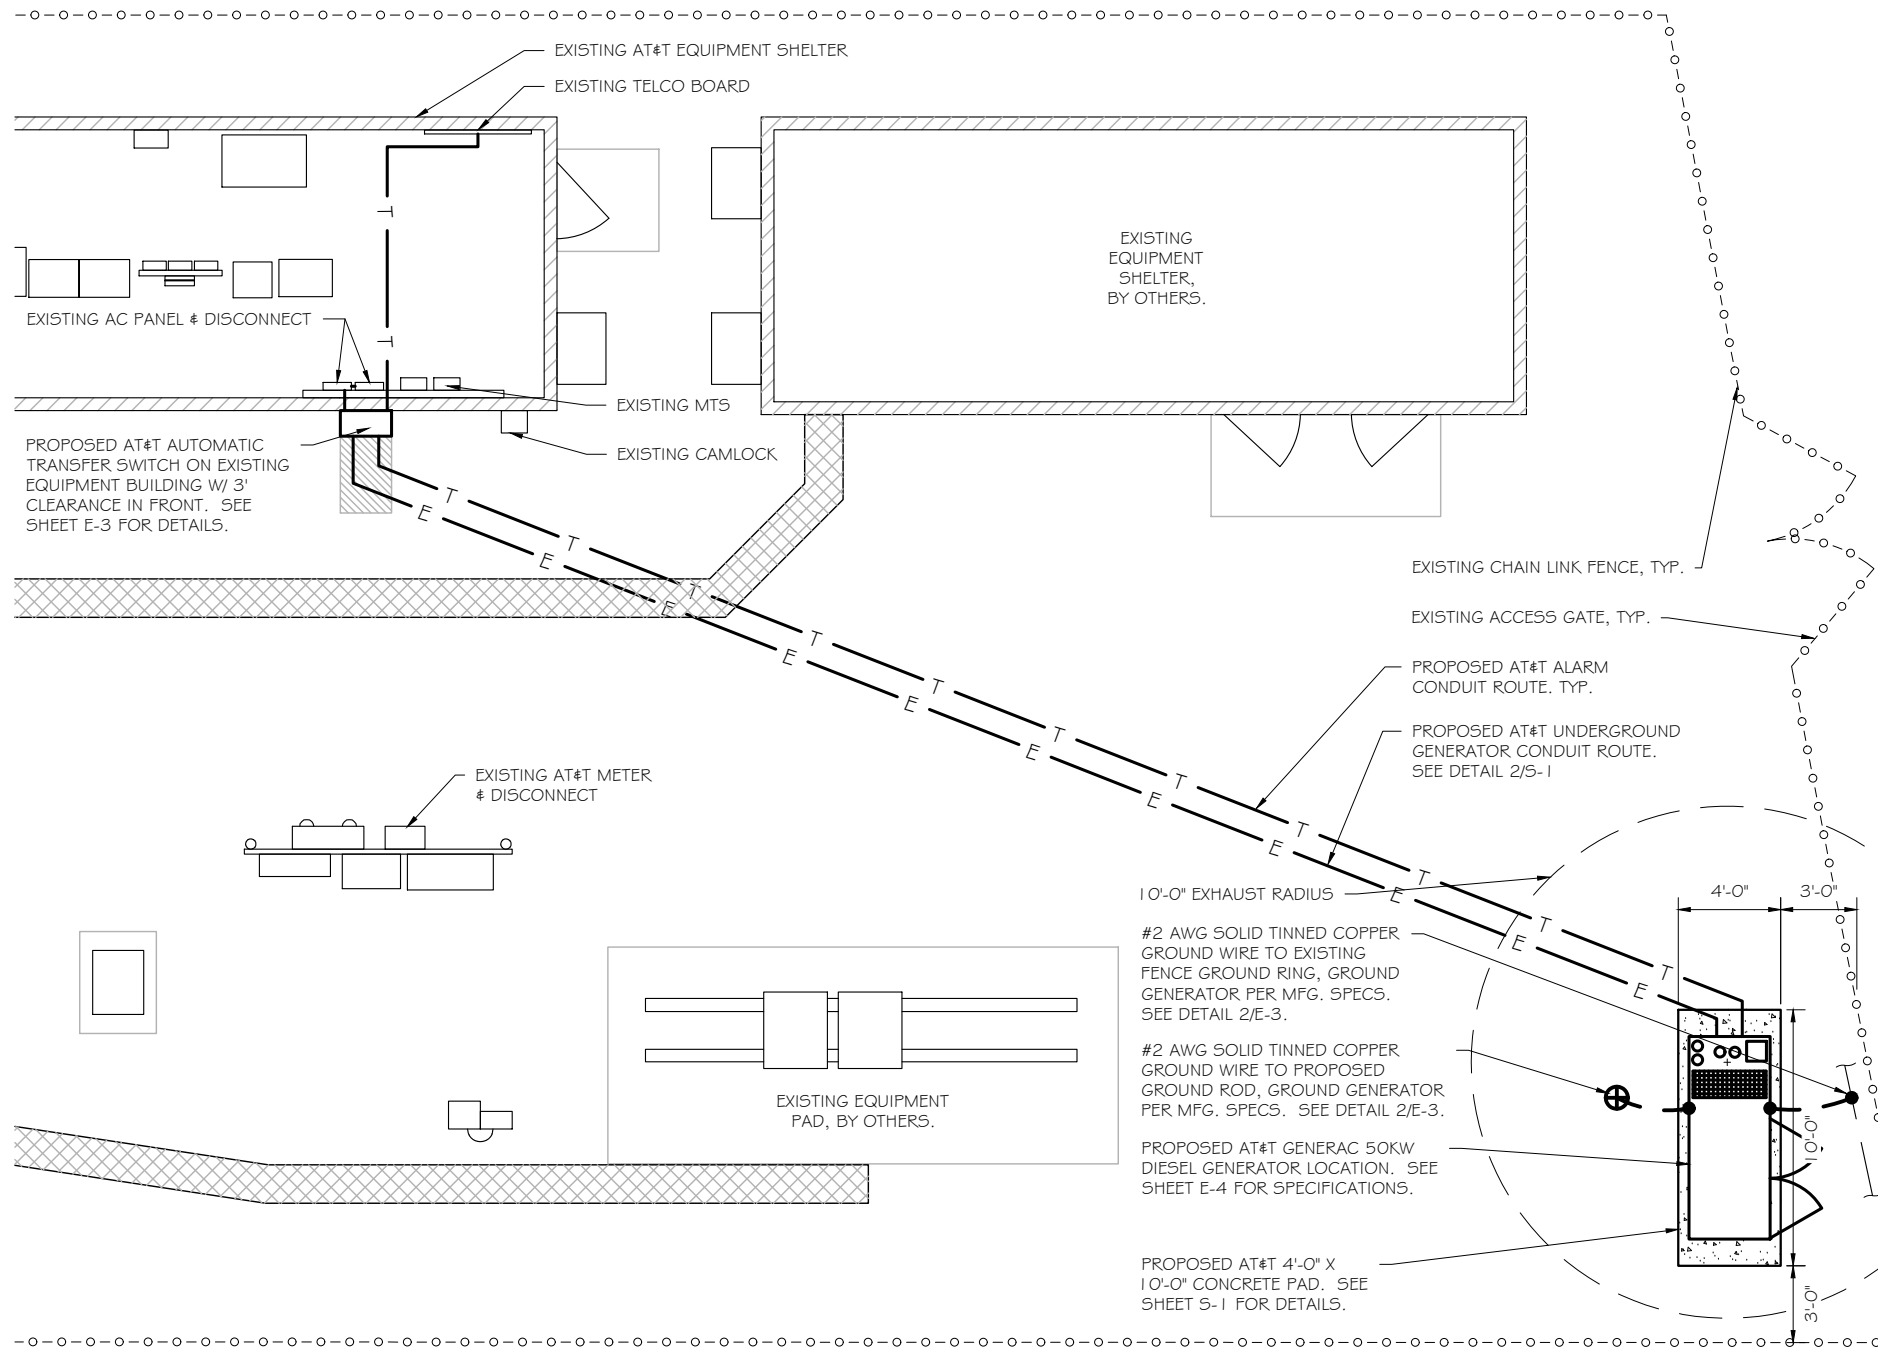 EXISTING AT&T EQUIPMENT SHELTER
EXISTING TELCO BOARD
EXISTING
EQUIPMENT
SHELTER,
BY OTHERS.
T
T
EXISTING AC PANEL & DISCONNECT
EXISTING MTS
EXISTING CAMLOCK
PROPOSED AT&T AUTOMATIC
TRANSFER SWITCH ON EXISTING
EQUIPMENT BUILDING W/ 3'
CLEARANCE IN FRONT. SEE
SHEET E-3 FOR DETAILS.
T T T T T T T T T T T
E E E E E E E E E E E
EXISTING CHAIN LINK FENCE, TYP.
EXISTING ACCESS GATE, TYP.
PROPOSED AT&T ALARM
CONDUIT ROUTE. TYP.
PROPOSED AT&T UNDERGROUND
GENERATOR CONDUIT ROUTE.
SEE DETAIL 2/S-1
EXISTING AT&T METER
& DISCONNECT
10'-0" EXHAUST RADIUS
4'-0"
3'-0"
#2 AWG SOLID TINNED COPPER
GROUND WIRE TO EXISTING
FENCE GROUND RING, GROUND
GENERATOR PER MFG. SPECS.
SEE DETAIL 2/E-3.
#2 AWG SOLID TINNED COPPER
GROUND WIRE TO PROPOSED
GROUND ROD, GROUND GENERATOR
PER MFG. SPECS. SEE DETAIL 2/E-3.
EXISTING EQUIPMENT
PAD, BY OTHERS.
10'-0"
PROPOSED AT&T GENERAC 50KW
DIESEL GENERATOR LOCATION. SEE
SHEET E-4 FOR SPECIFICATIONS.
PROPOSED AT&T 4'-0" X
10'-0" CONCRETE PAD. SEE
SHEET S-1 FOR DETAILS.
3'-0"